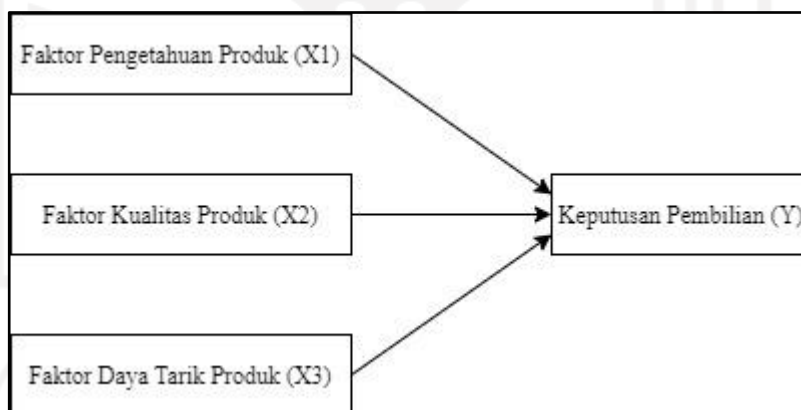 Faktor Pengetahuan Produk (X1)
Faktor Kualitas Produk (X2)
Keputusan Pembilian (Y)
Faktor Daya Tarik Produk (X3)